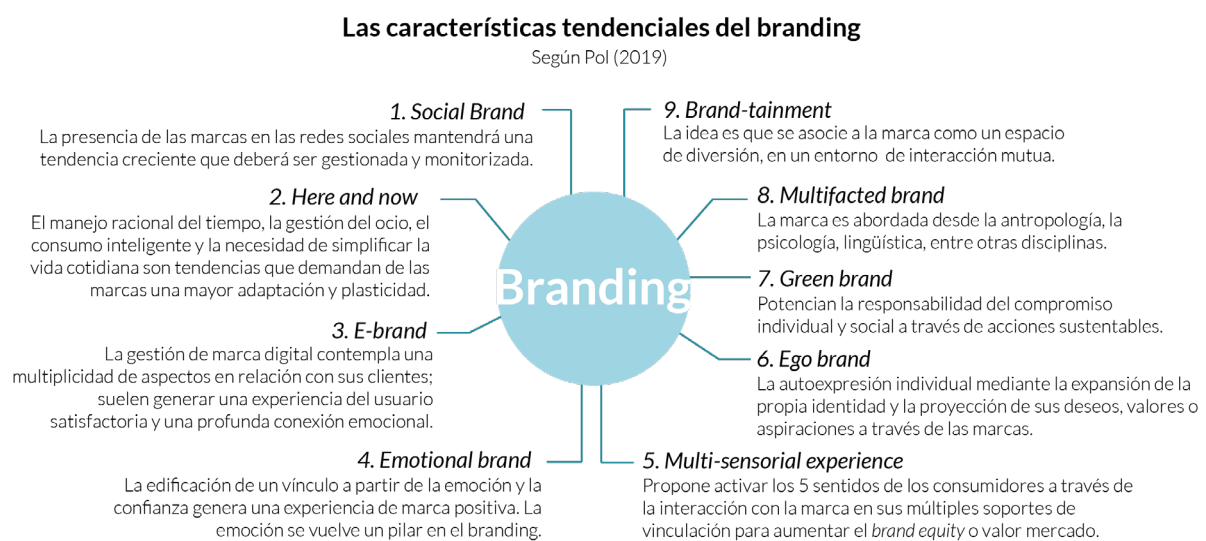 Las características tendenciales del branding
Según Pol (2019)
1. Social Brand
La presencia de las marcas en las redes sociales mantendrá una
tendencia creciente que deberá ser gestionada y monitorizada.
2. Here and now
El manejo racional del tiempo, la gestión del ocio, el
consumo inteligente y la necesidad de simplificar la
vida cotidiana son tendencias que demandan de las
marcas una mayor adaptación y plasticidad.
3. E-brand
La gestión de marca digital contempla una
multiplicidad de aspectos en relación con sus clientes;
suelen generar una experiencia del usuario
satisfactoria y una profunda conexión emocional.
4. Emotional brand
La edificación de un vínculo a partir de la emoción y la
confianza genera una experiencia de marca positiva. La
emoción se vuelve un pilar en el branding.
Branding
9. Brand-tainment
La idea es que se asocie a la marca como un espacio
de diversión, en un entorno de interacción mutua.
8. Multifacted brand
La marca es abordada desde la antropología, la
psicología, lingüística, entre otras disciplinas.
7. Green brand
Potencian la responsabilidad del compromiso
individual y social a través de acciones sustentables.
6. Ego brand
La autoexpresión individual mediante la expansión de la
propia identidad y la proyección de sus deseos, valores o
aspiraciones a través de las marcas.
5. Multi-sensorial experience
Propone activar los 5 sentidos de los consumidores a través de
la interacción con la marca en sus múltiples soportes de
vinculación para aumentar el brand equity o valor mercado.